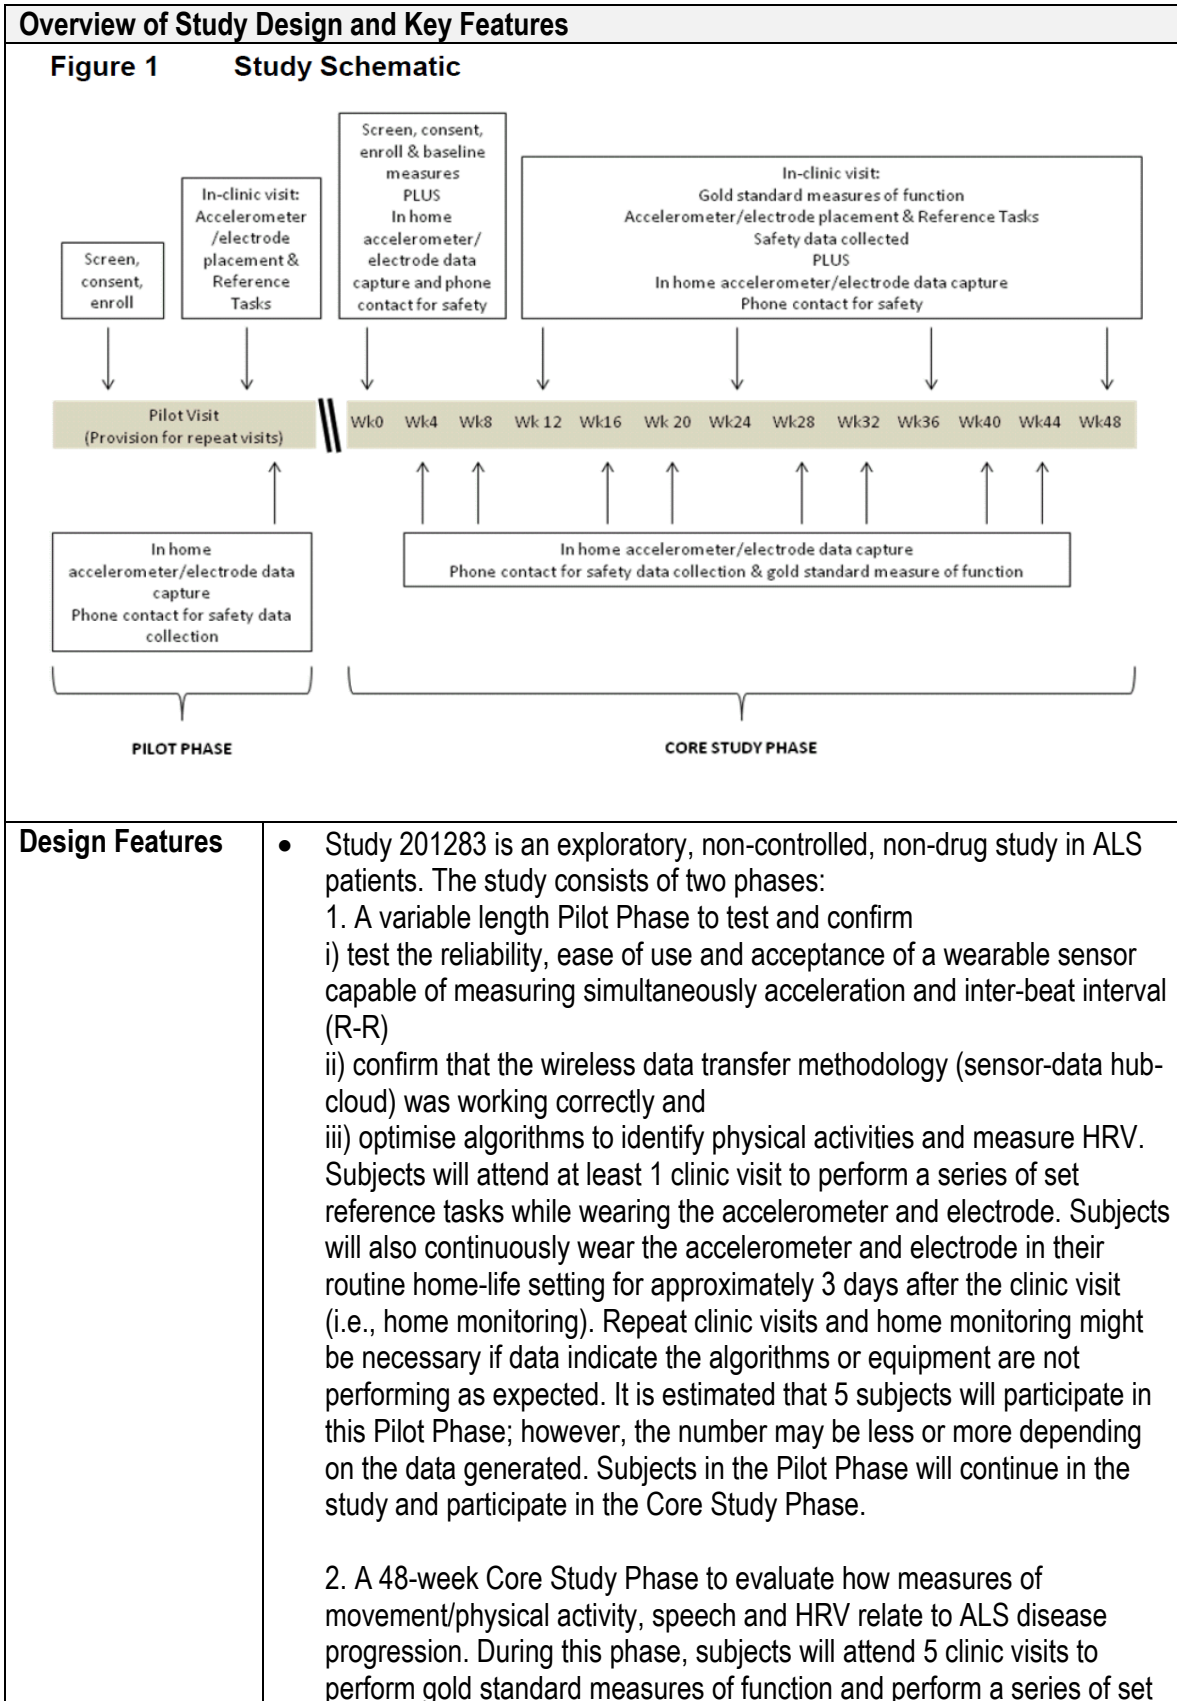 Overview of Study Design and Key Features
Figure 1 Study Schematic
Screen,
consent,
enroll
In-clinic visit:
Accelerometer
/electrode
placement &
Reference
Tasks
Screen, consent,
enroll & baseline
measures
PLUS
In home
accelerometer/
electrode data
capture and phone
contact for safety
In-clinic visit:
Gold standard measures of function
Accelerometer/electrode placement & Reference Tasks
Safety data collected
PLUS
In home accelerometer/electrode data capture
Phone contact for safety
Pilot Visit
(Provision for repeat visits)
Wk0 Wk4 Wk8 Wk 12 Wk16 Wk 20 Wk24 Wk28 Wk32 Wk36 Wk40 Wk44 Wk48
In home
accelerometer/electrode data
capture
Phone contact for safety data
collection
In home accelerometer/electrode data capture
Phone contact for safety data collection & gold standard measure of function
PILOT PHASE
CORE STUDY PHASE
Design Features
• Study 201283 is an exploratory, non-controlled, non-drug study in ALS
patients. The study consists of two phases:
1. A variable length Pilot Phase to test and confirm
i) test the reliability, ease of use and acceptance of a wearable sensor
capable of measuring simultaneously acceleration and inter-beat interval
(R-R)
ii) confirm that the wireless data transfer methodology (sensor-data hub-
cloud) was working correctly and
iii) optimise algorithms to identify physical activities and measure HRV.
Subjects will attend at least 1 clinic visit to perform a series of set
reference tasks while wearing the accelerometer and electrode. Subjects
will also continuously wear the accelerometer and electrode in their
routine home-life setting for approximately 3 days after the clinic visit
(i.e., home monitoring). Repeat clinic visits and home monitoring might
be necessary if data indicate the algorithms or equipment are not
performing as expected. It is estimated that 5 subjects will participate in
this Pilot Phase; however, the number may be less or more depending
on the data generated. Subjects in the Pilot Phase will continue in the
study and participate in the Core Study Phase.
2. A 48-week Core Study Phase to evaluate how measures of
movement/physical activity, speech and HRV relate to ALS disease
progression. During this phase, subjects will attend 5 clinic visits to
perform gold standard measures of function and perform a series of set